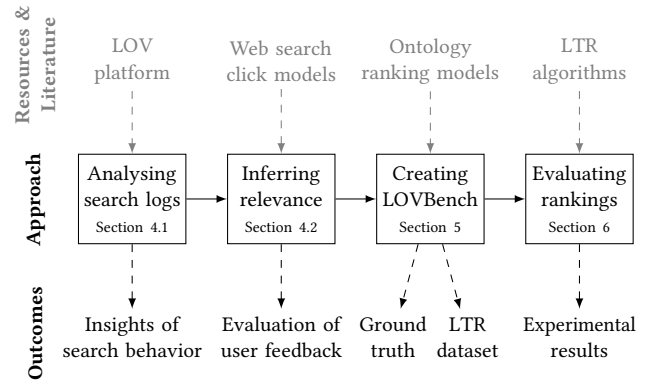 Resources &
Literature
LOV
platform
Web search
click models
Ontology
ranking models
LTR
algorithms
Approach
Analysing
search logs
Section 4.1
Inferring
relevance
Section 4.2
Creating
LOVBench
Section 5
Evaluating
rankings
Section 6
Outcomes
Insights of
search behavior
Evaluation of
user feedback
Ground
truth
LTR
dataset
Experimental
results